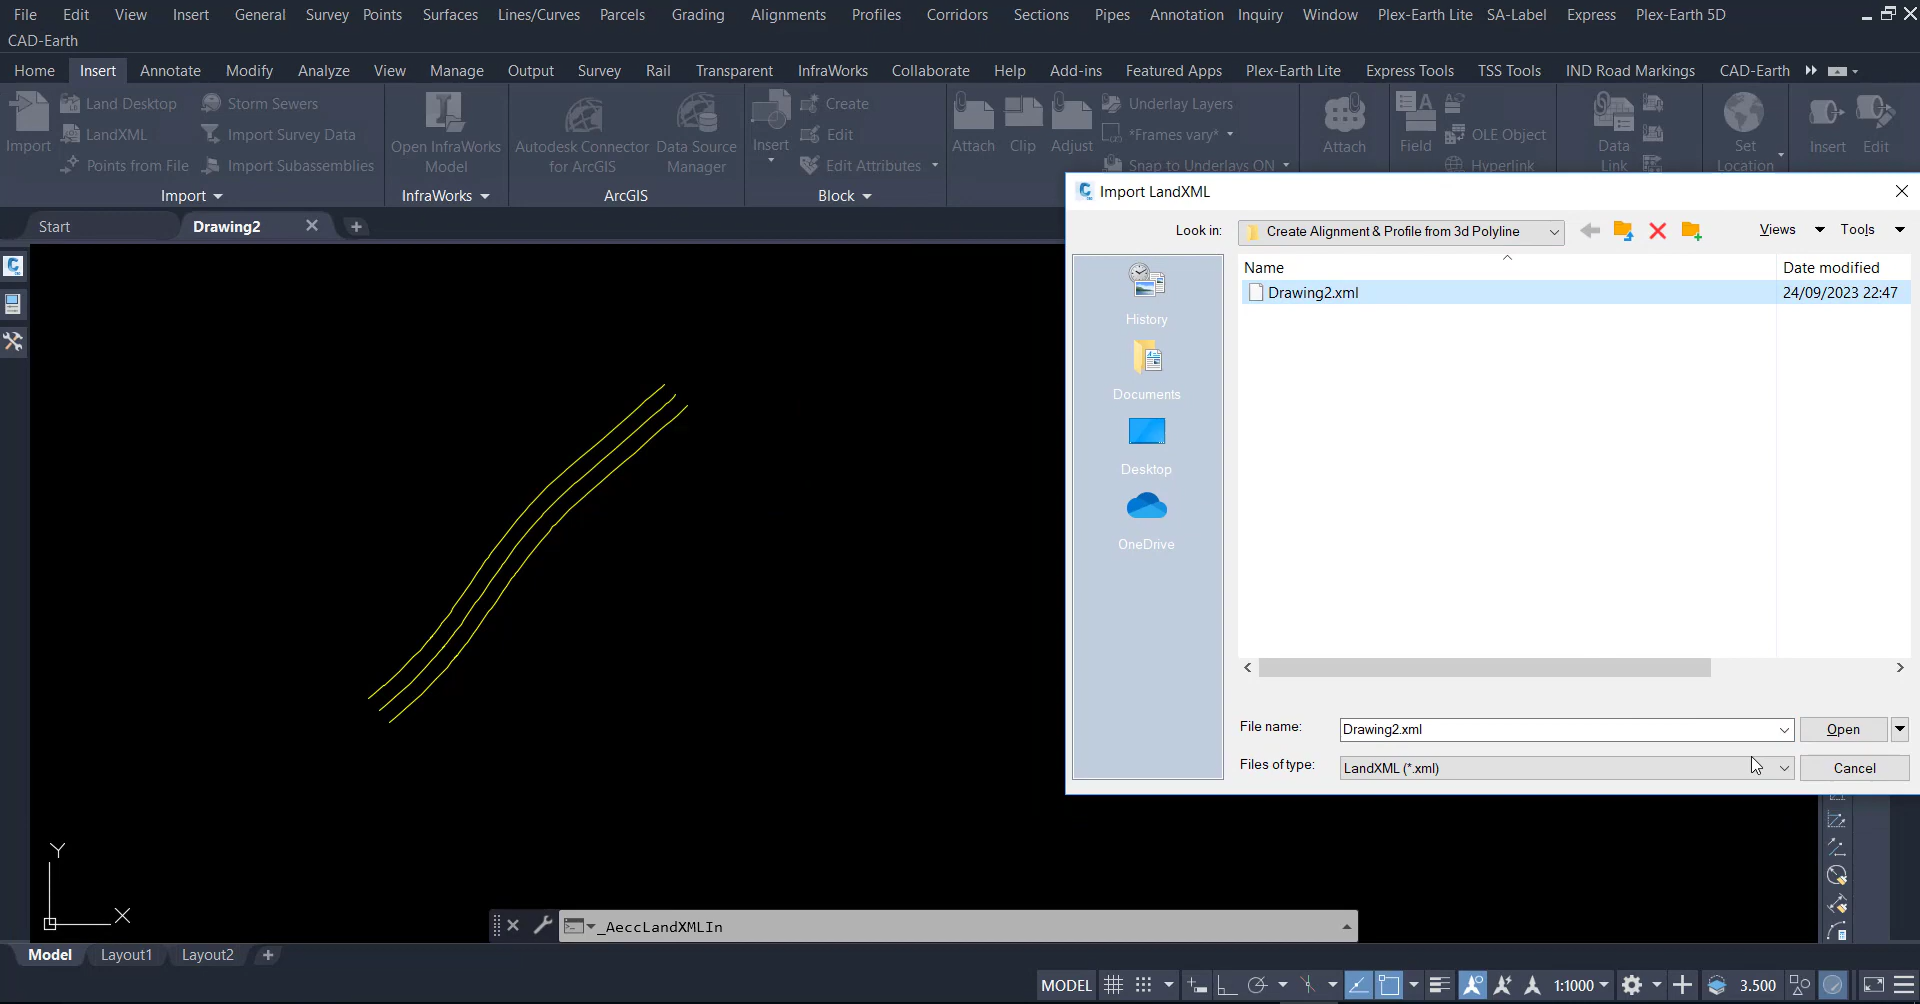 File Edit View Insert General Survey Points Surfaces Lines/Curves Parcels Grading Alignments Profiles Corridors Sections Pipes Annotation Inquiry Window Plex-Earth Lite SA-Label Express Plex-Earth 5D
CAD-Earth
Home Insert Annotate Modify Analyze View Manage Output Survey Rail Transparent InfraWorks Collaborate Help Add-ins Featured Apps Plex-Earth Lite Express Tools TSS Tools IND Road Markings CAD-Earth
Land Desktop Storm Sewers Create Underlay Layers
LandXML Import Survey Data Edit *Frames vary* OLE Object
Import Open InfraWorks Autodesk Connector Data Source Insert Attach Clip Adjust Attach Field Data Set Insert Edit
Points from File Import Subassemblies Model for ArcGIS Manager Edit Attributes Snap to Underlays ON Hyperlink Link Location
Import InfraWorks ArcGIS Block
Import LandXML
Start Drawing2
Look in: Create Alignment & Profile from 3d Polyline Views Tools
Name Date modified
Drawing2.xml 24/09/2023 22:47
History
Documents
Desktop
OneDrive
File name: Drawing2.xml Open
Files of type: LandXML (*.xml) Cancel
Y
X
_AeccLandXMLIn
Model Layout1 Layout2
MODEL 1:1000 3.500